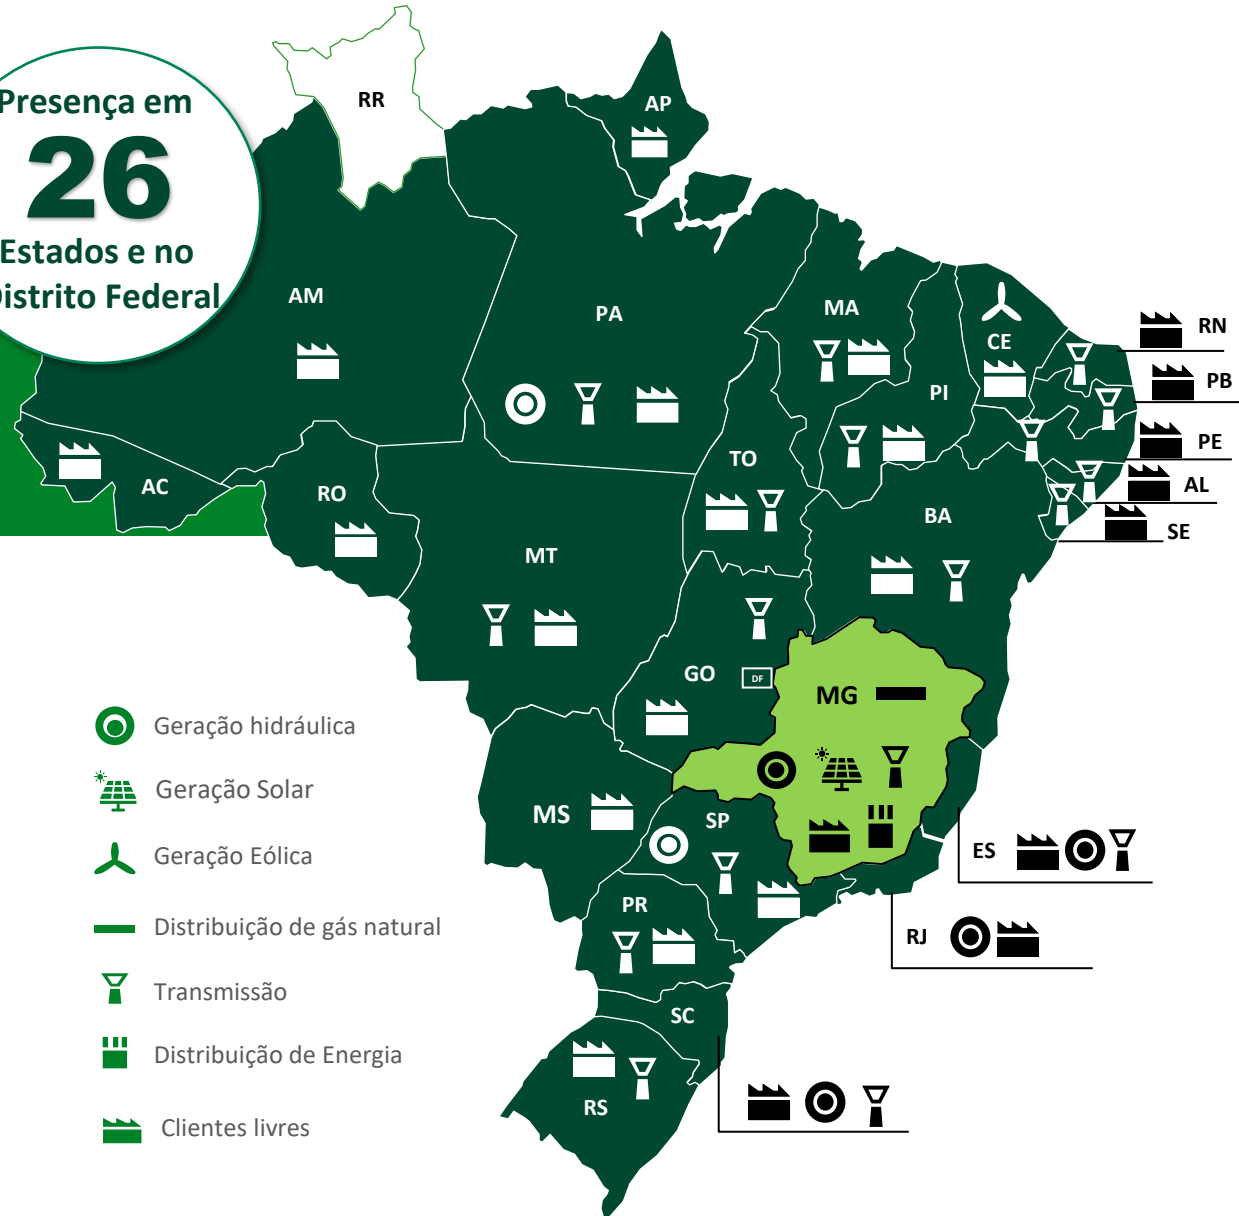 Presença em
26
Estados e no
Distrito Federal
RR
AP
AM
PA
MA
CE
RN
PB
PI
PE
TO
AL
AC
RO
BA
SE
MT
GO
DF
MG
MS
SP
ES
PR
RJ
SC
RS
Geração hidráulica
Geração Solar
Geração Eólica
Distribuição de gás natural
Transmissão
Distribuição de Energia
Clientes livres